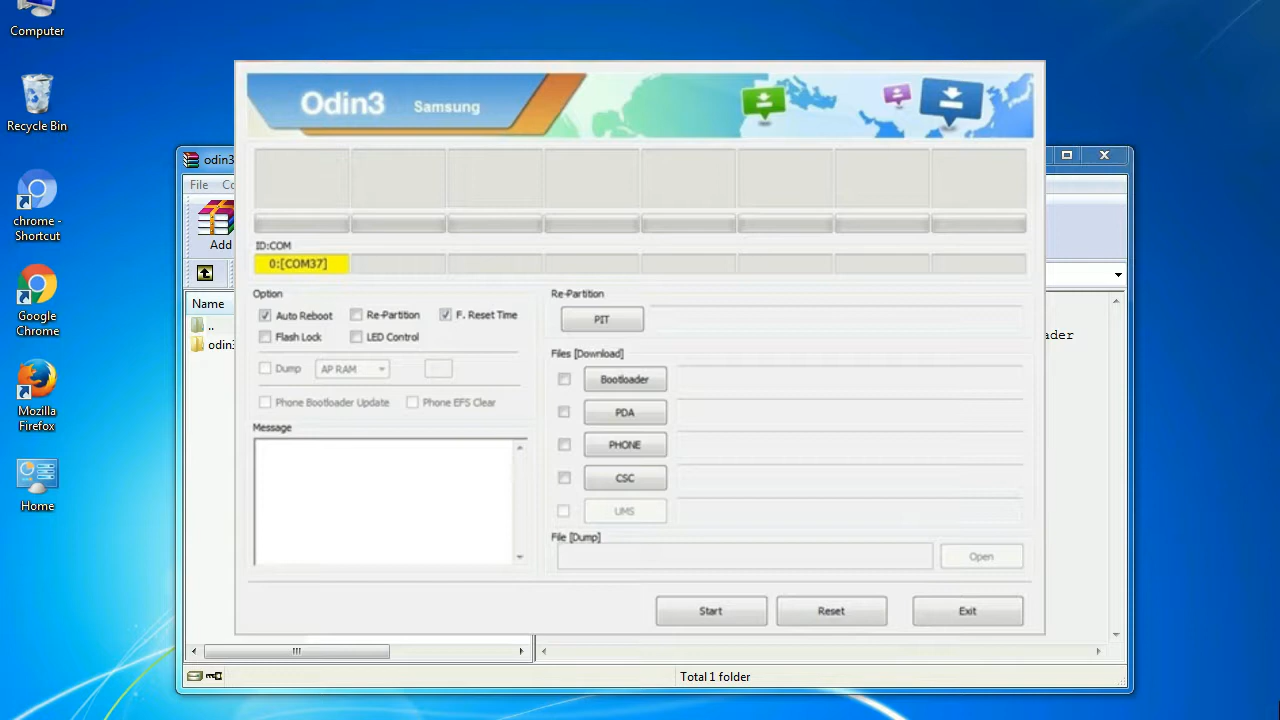 Computer
Recycle Bin
chrome -
Shortcut
Google
Chrome
Mozilla
Firefox
Home
odin3
File
Add
Name
..
odin3
ader
Total 1 folder
Odin3 Samsung
ID:COM
0:[COM37]
Option
Auto Reboot Re-Partition F. Reset Time
Flash Lock LED Control
Dump AP RAM
Phone Bootloader Update Phone EFS Clear
Message
Re-Partition
PIT
Files [Download]
Bootloader
PDA
PHONE
CSC
UMS
File [Dump]
Open
Start Reset Exit